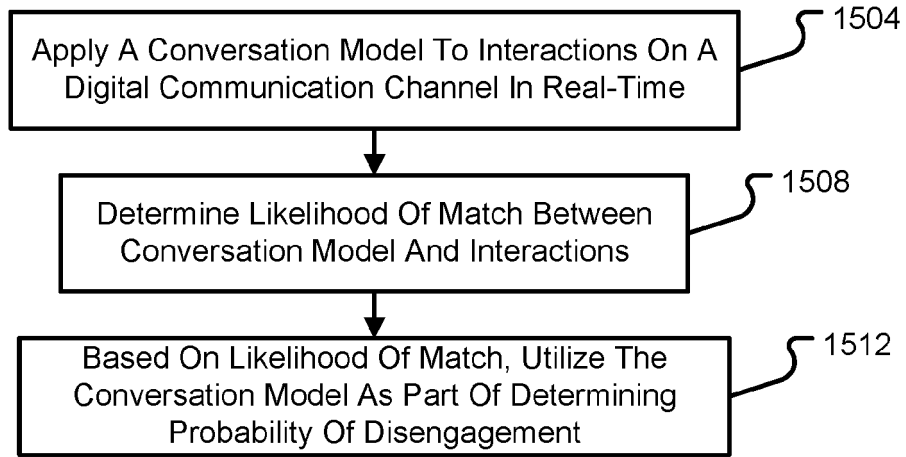 Apply A Conversation Model To Interactions On A
Digital Communication Channel In Real-Time
1504
Determine Likelihood Of Match Between
Conversation Model And Interactions
1508
Based On Likelihood Of Match, Utilize The
Conversation Model As Part Of Determining
Probability Of Disengagement
1512